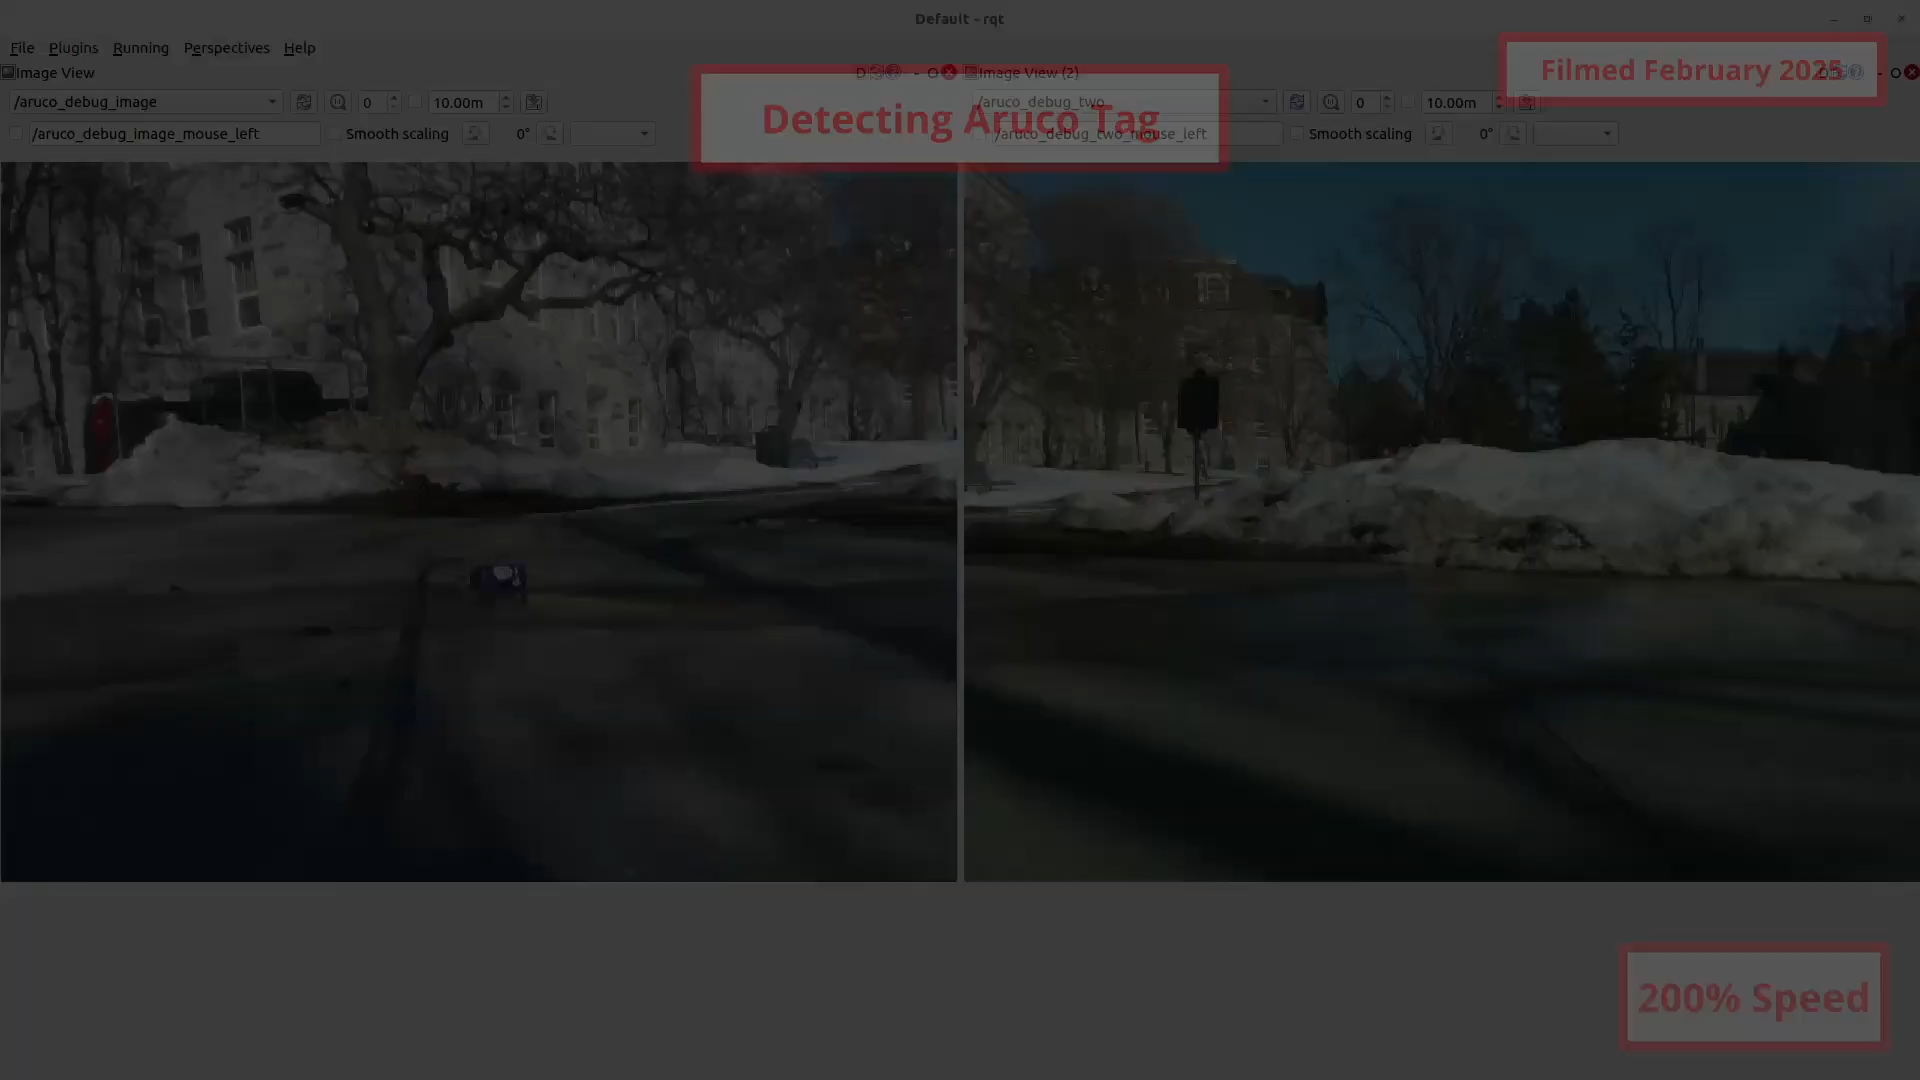 Default - rqt
File Plugins Running Perspectives Help
Filmed February 2025
Image View
D
- O
Image View (2)
D
- O
/aruco_debug_image
0
10.00m
Detecting Aruco Tag
/aruco_debug_two
0
10.00m
/aruco_debug_image_mouse_left
Smooth scaling
0°
/aruco_debug_two_mouse_left
Smooth scaling
0°
200% Speed